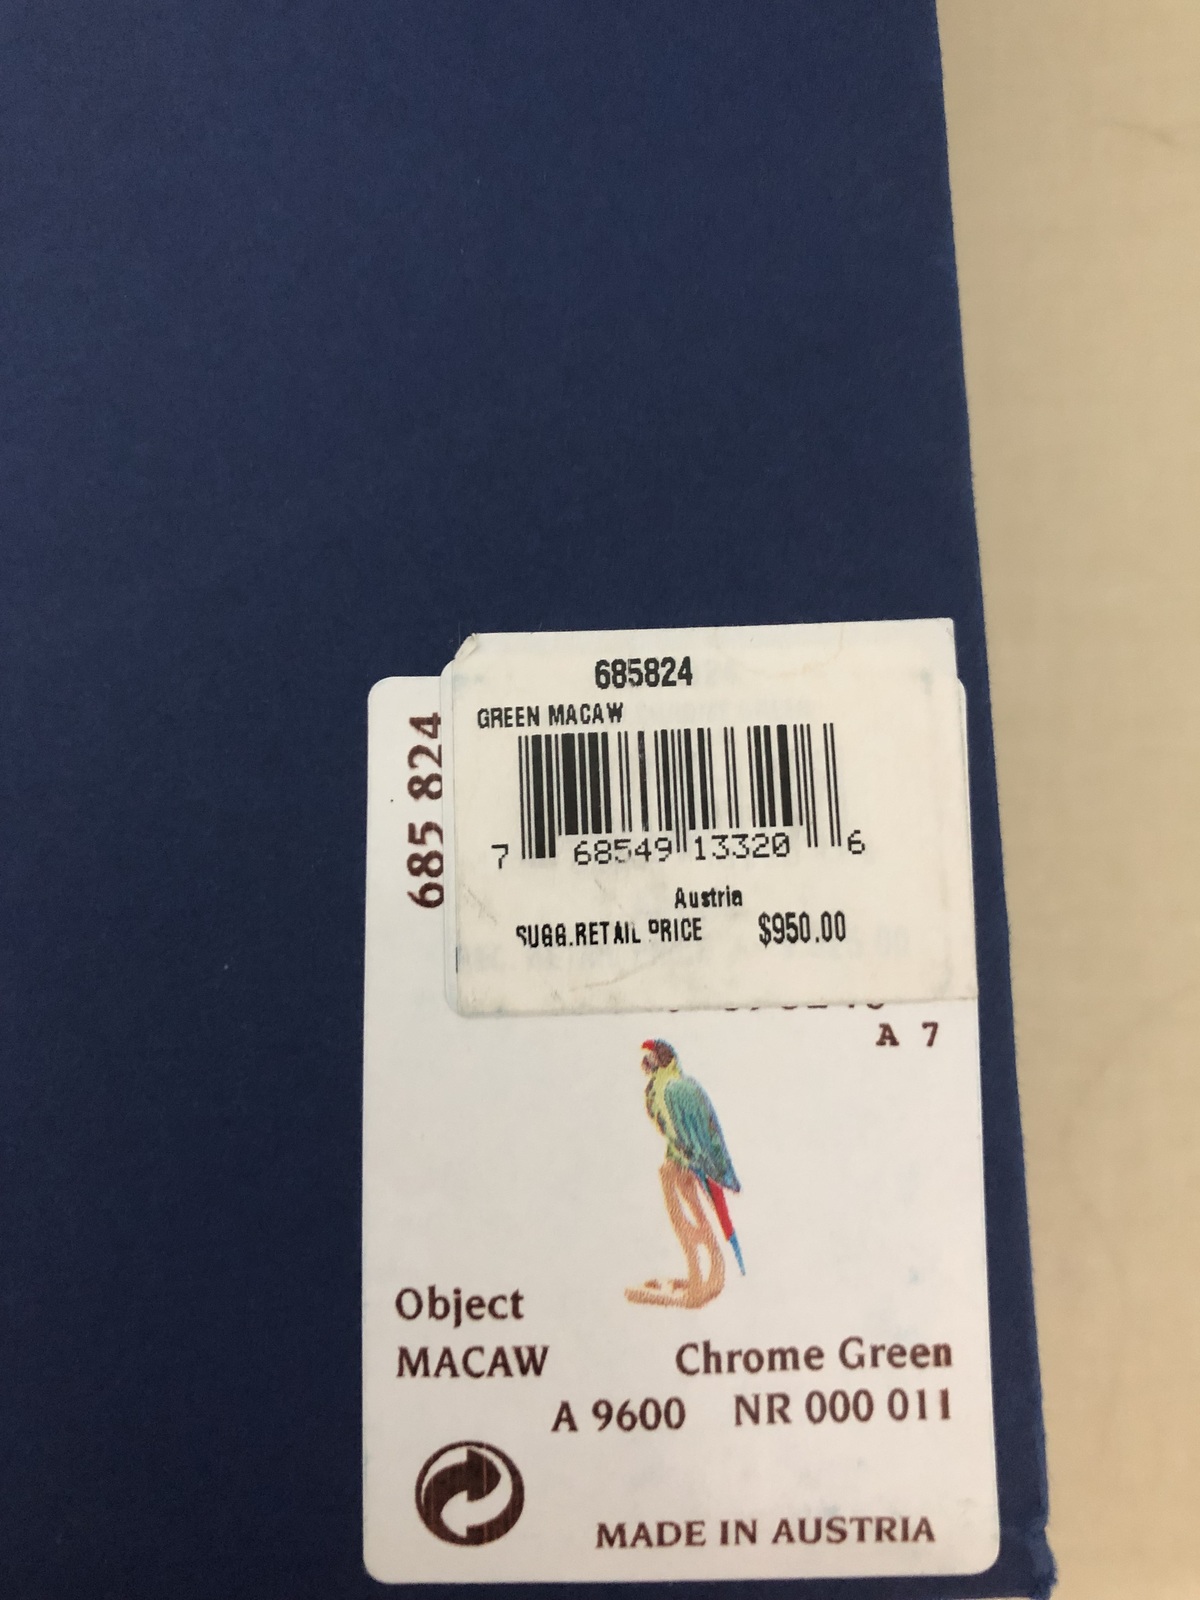 685824
GREEN MACAW
7 68549 13320 6
Austria
SUGG.RETAIL PRICE $950.00
685 824
A 7
Object
MACAW Chrome Green
A 9600 NR 000 011
MADE IN AUSTRIA